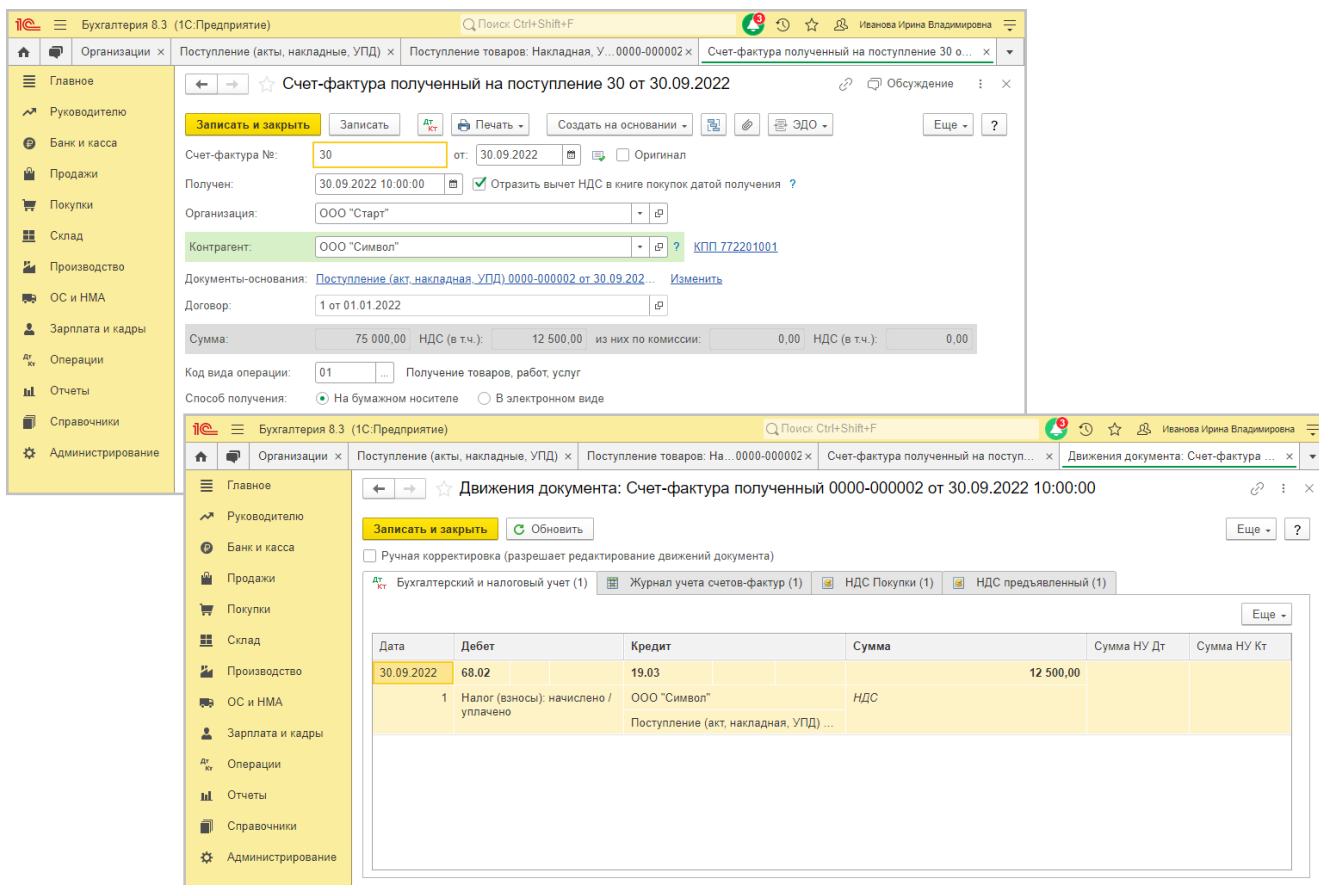 1С Бухгалтерия 8.3 (1С:Предприятие) Поиск Ctrl+Shift+F 3 Иванова Ирина Владимировна
Организации × Поступление (акты, накладные, УПД) × Поступление товаров: Накладная, У...0000-000002 × Счет-фактура полученный на поступление 30 о... ×
Главное
Руководителю
Банк и касса
Продажи
Покупки
Склад
Производство
ОС и НМА
Зарплата и кадры
Операции
Отчеты
Справочники
Администрирование
Счет-фактура полученный на поступление 30 от 30.09.2022 Обсуждение
Записать и закрыть Записать Дт Кт Печать Создать на основании ЭДО Еще ?
Счет-фактура №: 30 от: 30.09.2022 Оригинал
Получен: 30.09.2022 10:00:00 Отразить вычет НДС в книге покупок датой получения ?
Организация: ООО "Старт"
Контрагент: ООО "Символ" ? КПП 772201001
Документы-основания: Поступление (акт, накладная, УПД) 0000-000002 от 30.09.202... Изменить
Договор: 1 от 01.01.2022
Сумма: 75 000,00 НДС (в т.ч.): 12 500,00 из них по комиссии: 0,00 НДС (в т.ч.): 0,00
Код вида операции: 01 ... Получение товаров, работ, услуг
Способ получения: На бумажном носителе В электронном виде
1С Бухгалтерия 8.3 (1С:Предприятие) Поиск Ctrl+Shift+F 3 Иванова Ирина Владимировна
Организации × Поступление (акты, накладные, УПД) × Поступление товаров: На...0000-000002 × Счет-фактура полученный на поступ... × Движения документа: Счет-фактура ... ×
Главное
Руководителю
Банк и касса
Продажи
Покупки
Склад
Производство
ОС и НМА
Зарплата и кадры
Операции
Отчеты
Справочники
Администрирование
Движения документа: Счет-фактура полученный 0000-000002 от 30.09.2022 10:00:00
Записать и закрыть Обновить Еще ?
Ручная корректировка (разрешает редактирование движений документа)
Дт Кт Бухгалтерский и налоговый учет (1) Журнал учета счетов-фактур (1) НДС Покупки (1) НДС предъявленный (1)
Еще
Дата Дебет Кредит Сумма Сумма НУ Дт Сумма НУ Кт
30.09.2022 68.02 19.03 12 500,00
1 Налог (взносы): начислено / ООО "Символ" НДС
уплачено
Поступление (акт, накладная, УПД) ...